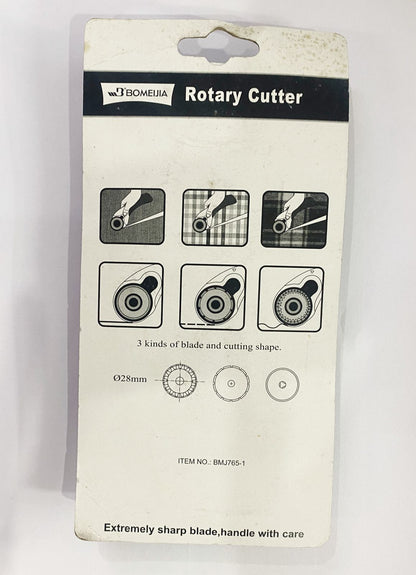 BOMEIJIA Rotary Cutter
3 kinds of blade and cutting shape.
Ø28mm
ITEM NO.: BMJ765-1
Extremely sharp blade,handle with care